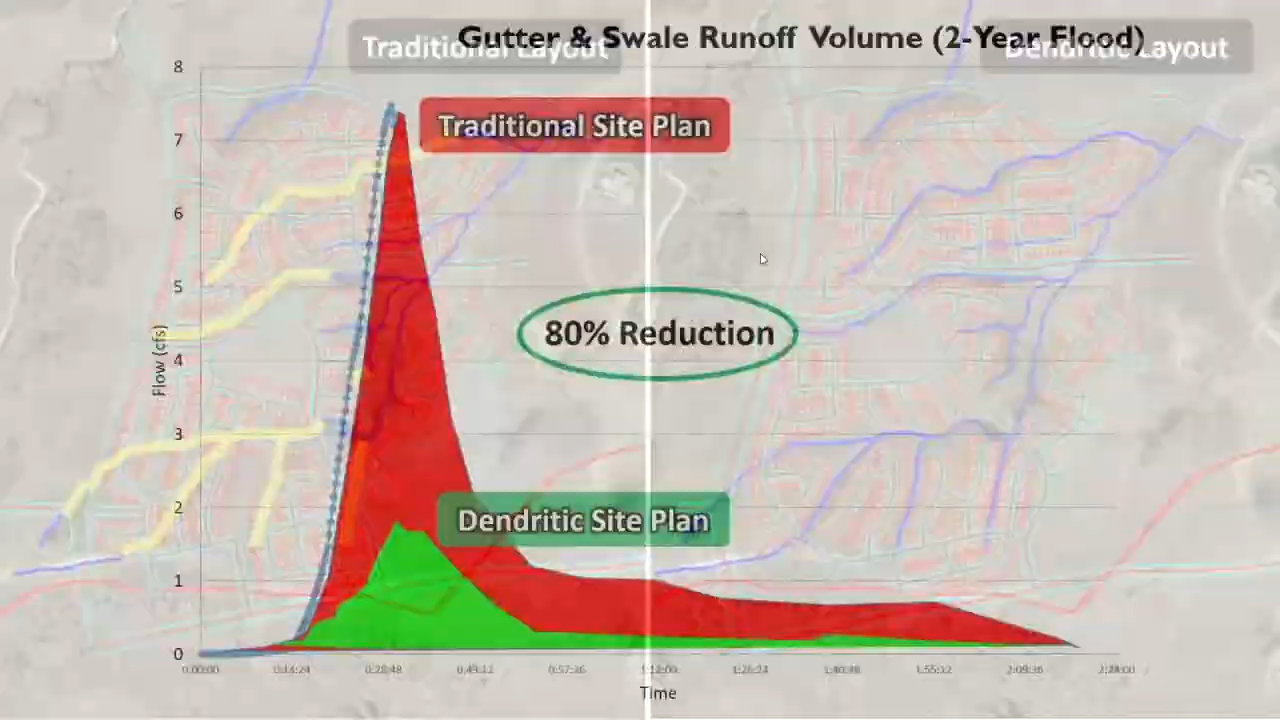 Gutter & Swale Runoff Volume (2-Year Flood)
Traditional Layout
Dendritic Layout
8
Traditional Site Plan
7
6
5
80% Reduction
Flow (cfs)
4
3
2
Dendritic Site Plan
1
0
0:00:00
0:14:24
0:28:48
0:43:12
0:57:36
1:12:00
1:26:24
1:40:48
1:55:12
2:09:36
2:24:00
Time